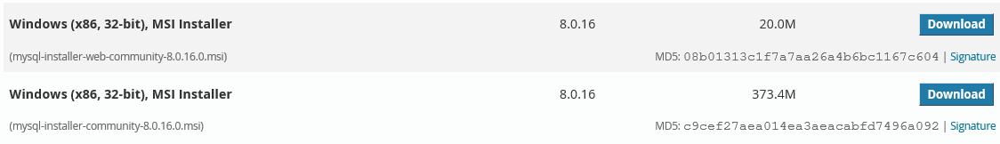 Windows (x86, 32-bit), MSI Installer 8.0.16 20.0M Download
(mysql-installer-web-community-8.0.16.0.msi) MD5: 08b01313c1f7a7aa26a4b6bc1167c604 | Signature
Windows (x86, 32-bit), MSI Installer 8.0.16 373.4M Download
(mysql-installer-community-8.0.16.0.msi) MD5: c9cef27aea014ea3aeacabfd7496a092 | Signature